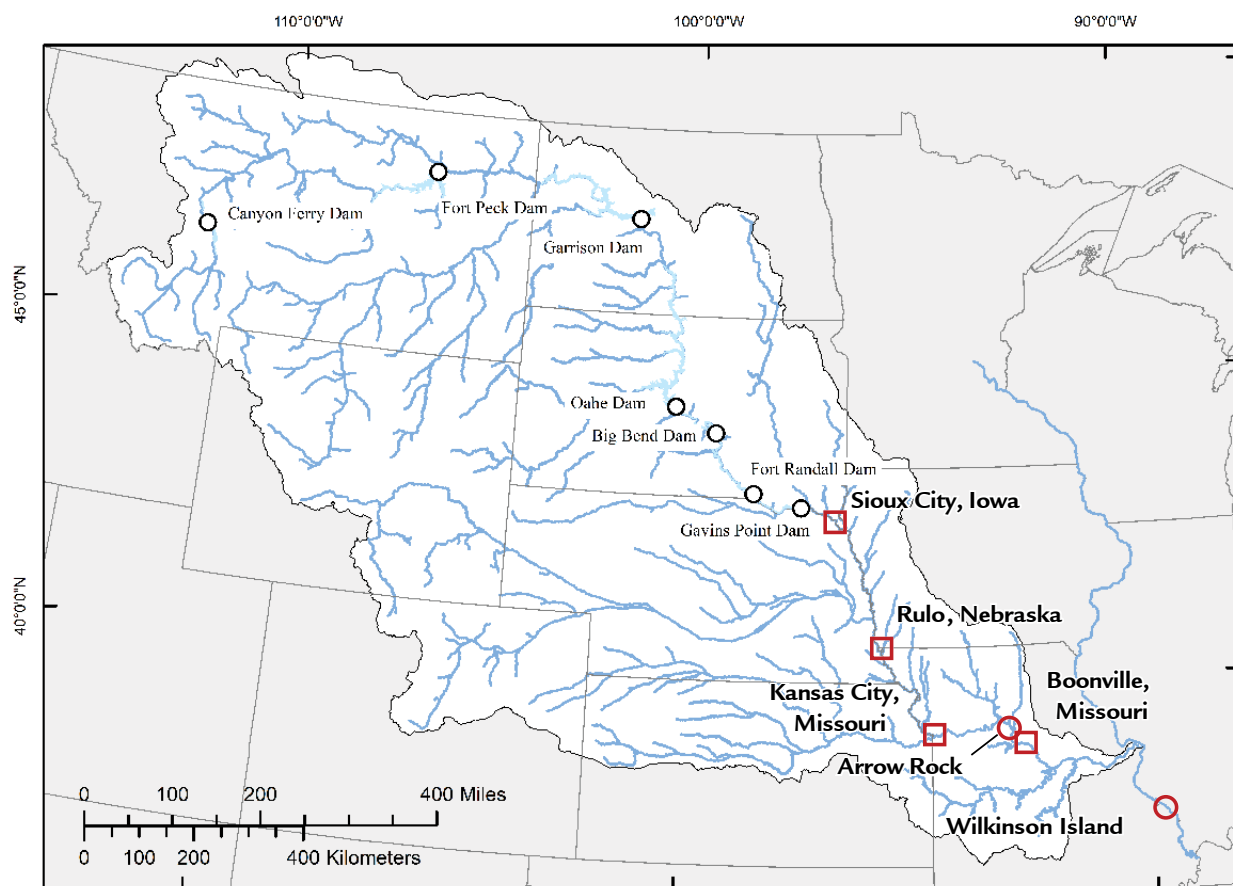 110°0'0"W
100°0'0"W
90°0'0"W
45°0'0"N
40°0'0"N
Canyon Ferry Dam
Fort Peck Dam
Garrison Dam
Oahe Dam
Big Bend Dam
Fort Randall Dam
Sioux City, Iowa
Gavins Point Dam
Rulo, Nebraska
Kansas City,
Missouri
Boonville,
Missouri
Arrow Rock
Wilkinson Island
0 100 200 400 Miles
0 100 200 400 Kilometers